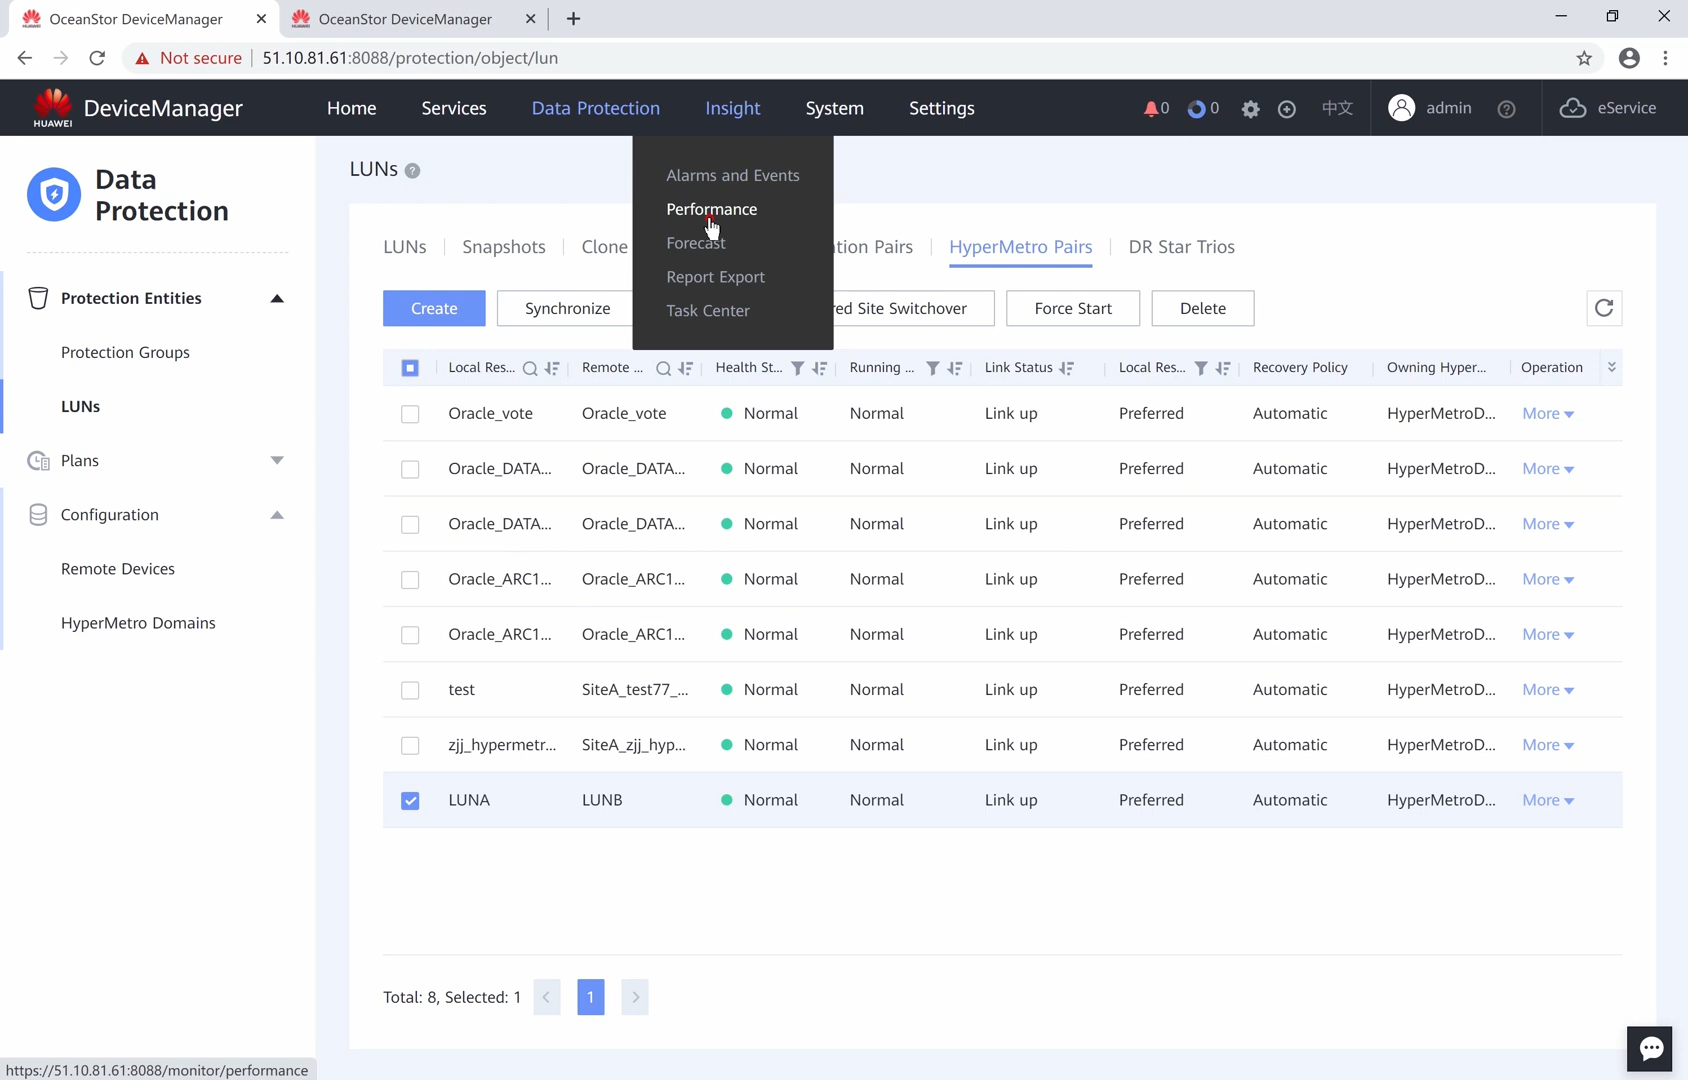 OceanStor DeviceManager
OceanStor DeviceManager
Not secure
51.10.81.61:8088/protection/object/lun
HUAWEI
DeviceManager
Home
Services
Data Protection
Insight
System
Settings
0
0
中文
admin
eService
Data
Protection
Protection Entities
Protection Groups
LUNs
Plans
Configuration
Remote Devices
HyperMetro Domains
LUNs
Alarms and Events
Performance
Forecast
Report Export
Task Center
LUNs
Snapshots
Clone
tion Pairs
HyperMetro Pairs
DR Star Trios
Create
Synchronize
red Site Switchover
Force Start
Delete
Local Res...
Remote ...
Health St...
Running ...
Link Status
Local Res...
Recovery Policy
Owning Hyper...
Operation
Oracle_vote Oracle_vote Normal Normal Link up Preferred Automatic HyperMetroD... More
Oracle_DATA... Oracle_DATA... Normal Normal Link up Preferred Automatic HyperMetroD... More
Oracle_DATA... Oracle_DATA... Normal Normal Link up Preferred Automatic HyperMetroD... More
Oracle_ARC1... Oracle_ARC1... Normal Normal Link up Preferred Automatic HyperMetroD... More
Oracle_ARC1... Oracle_ARC1... Normal Normal Link up Preferred Automatic HyperMetroD... More
test SiteA_test77_... Normal Normal Link up Preferred Automatic HyperMetroD... More
zjj_hypermetr... SiteA_zjj_hyp... Normal Normal Link up Preferred Automatic HyperMetroD... More
LUNA LUNB Normal Normal Link up Preferred Automatic HyperMetroD... More
Total: 8, Selected: 1
1
https://51.10.81.61:8088/monitor/performance